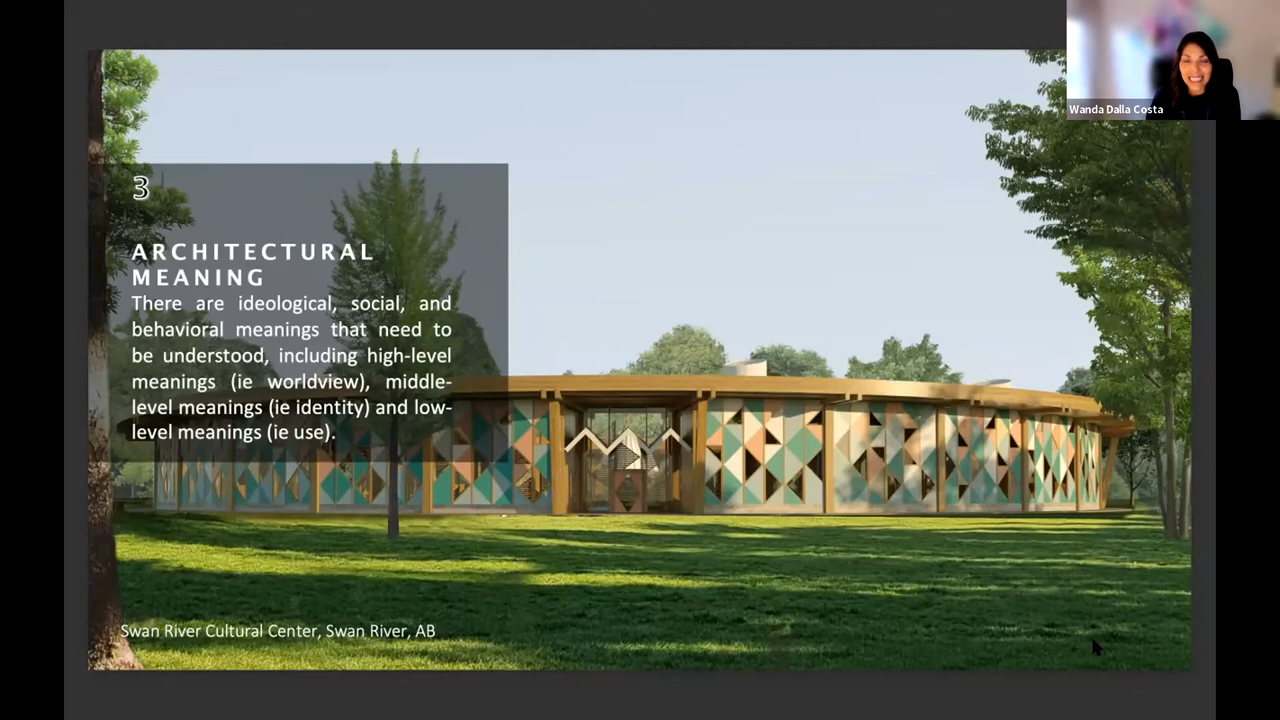 Wanda Dalla Costa
3
ARCHITECTURAL
MEANING
There are ideological, social, and
behavioral meanings that need to
be understood, including high-level
meanings (ie worldview), middle-
level meanings (ie identity) and low-
level meanings (ie use).
Swan River Cultural Center, Swan River, AB